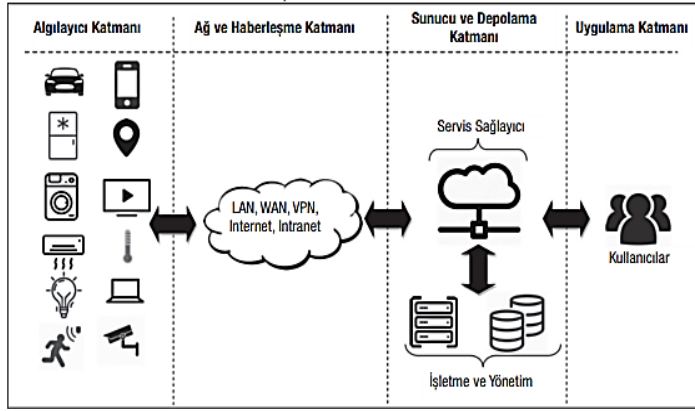 Algılayıcı Katmanı
Ağ ve Haberleşme Katmanı
Sunucu ve Depolama
Katmanı
Uygulama Katmanı
Servis Sağlayıcı
LAN, WAN, VPN,
Internet, Intranet
Kullanıcılar
İşletme ve Yönetim